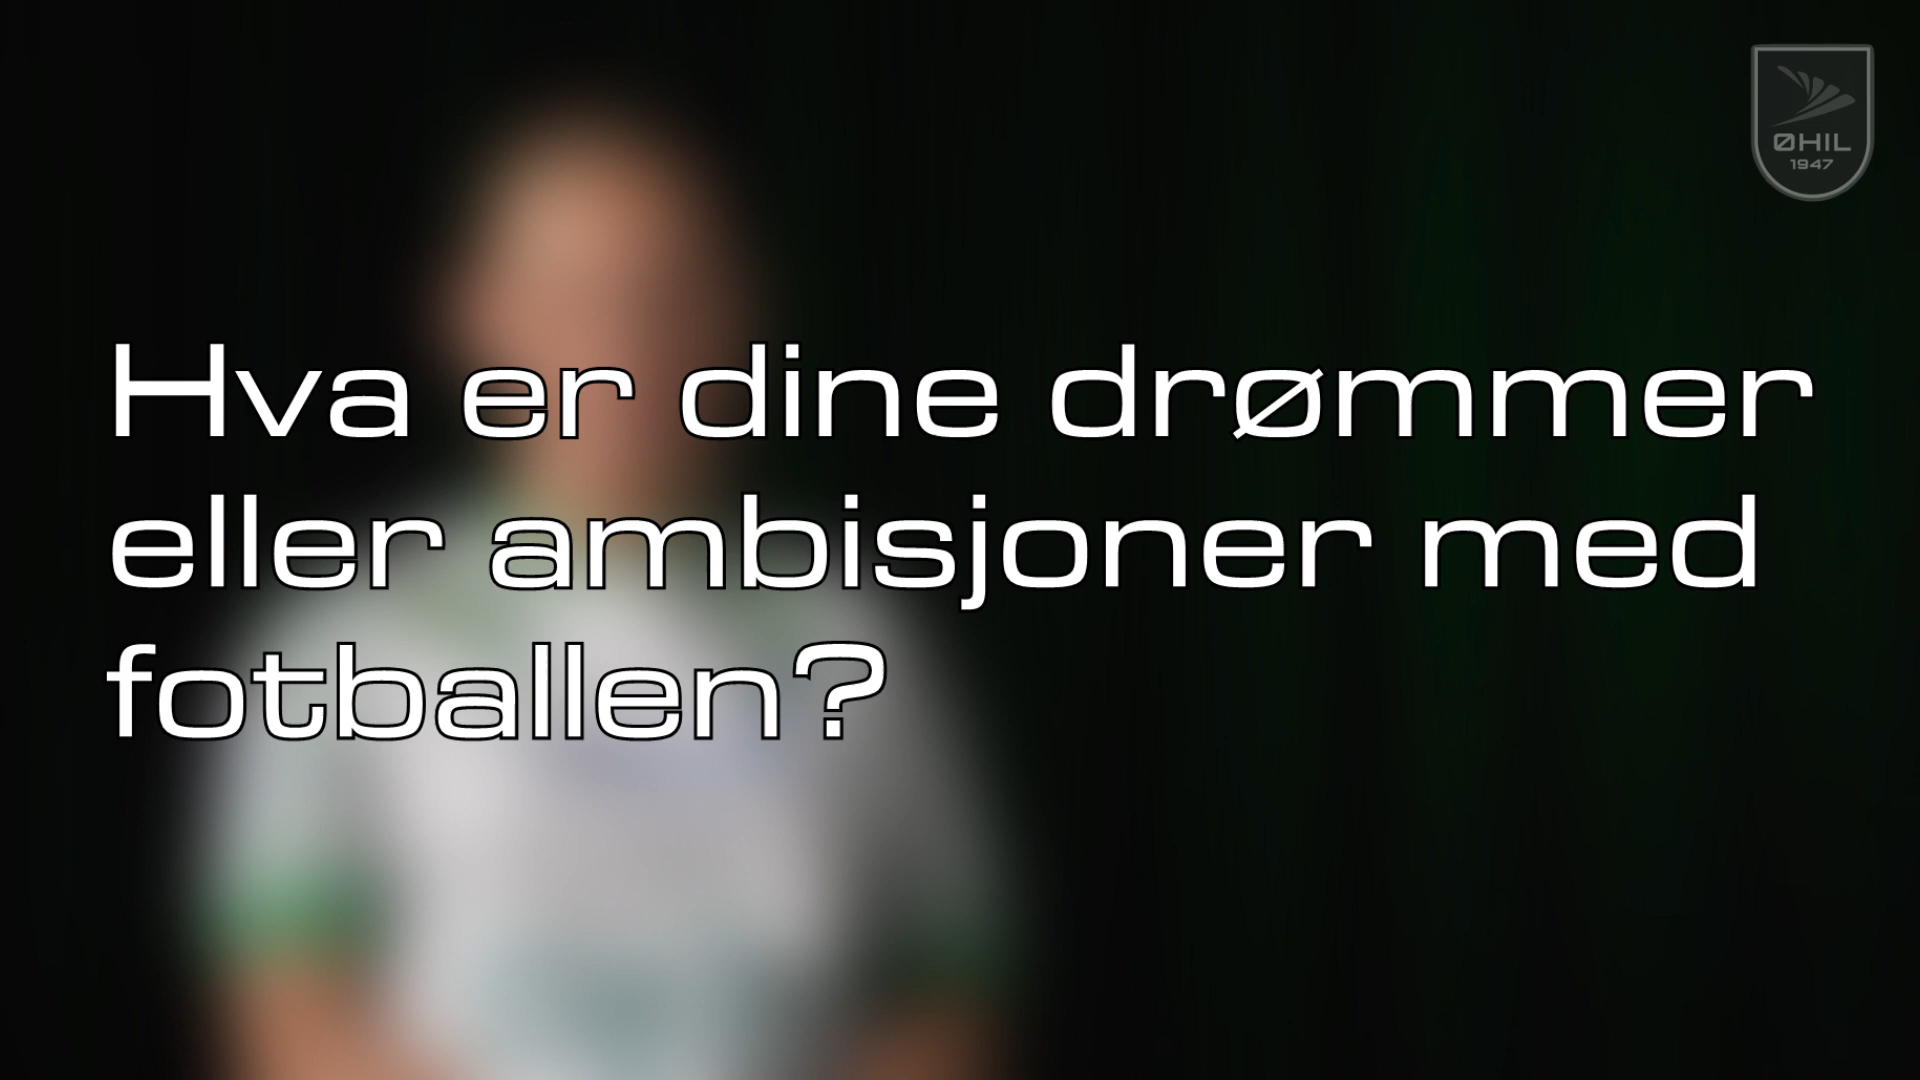 ØHIL
1947
Hva er dine drømmer
eller ambisjoner med
fotballen?